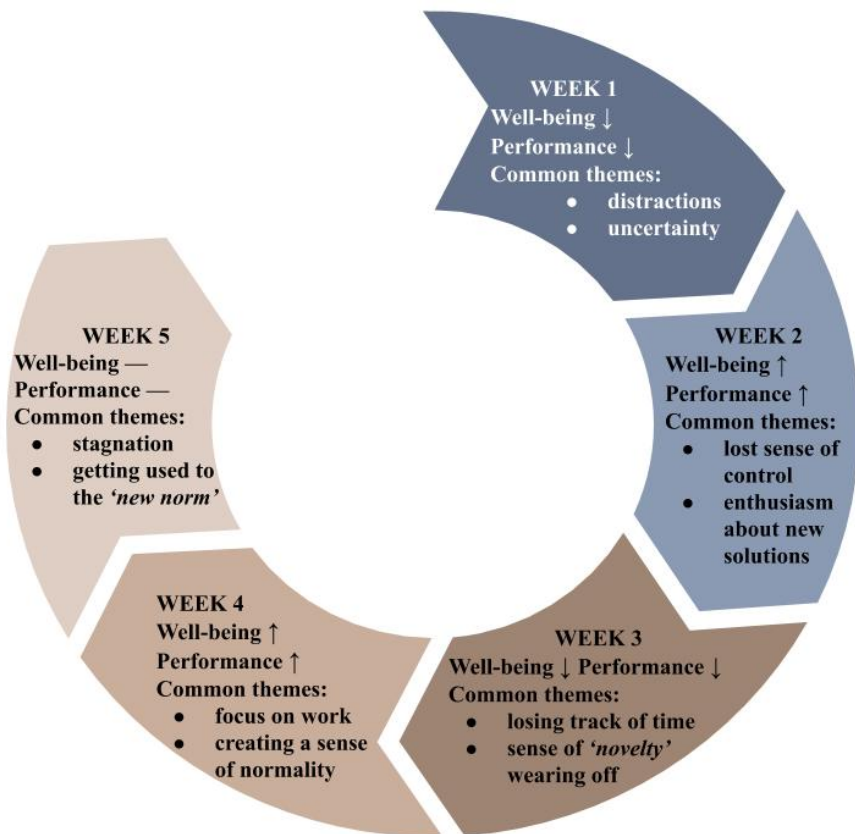 WEEK 1
Well-being ↓
Performance ↓
Common themes:
● distractions
● uncertainty
WEEK 2
Well-being ↑
Performance ↑
Common themes:
● lost sense of
control
● enthusiasm
about new
solutions
WEEK 3
Well-being ↓ Performance ↓
Common themes:
● losing track of time
● sense of ‘novelty’
wearing off
WEEK 4
Well-being ↑
Performance ↑
Common themes:
● focus on work
● creating a sense
of normality
WEEK 5
Well-being —
Performance —
Common themes:
● stagnation
● getting used to
the ‘new norm’